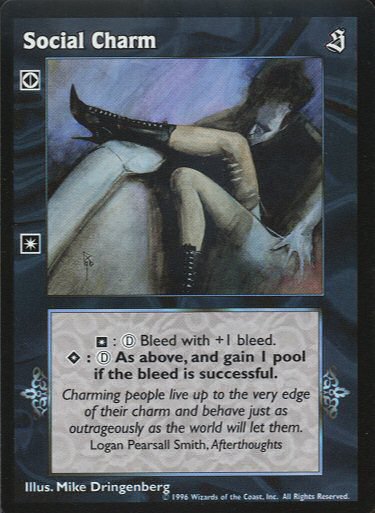 Social Charm
: D Bleed with +1 bleed.
: D As above, and gain 1 pool
if the bleed is successful.
Charming people live up to the very edge
of their charm and behave just as
outrageously as the world will let them.
Logan Pearsall Smith, Afterthoughts
Illus. Mike Dringenberg
© 1996 Wizards of the Coast, Inc. All Rights Reserved.